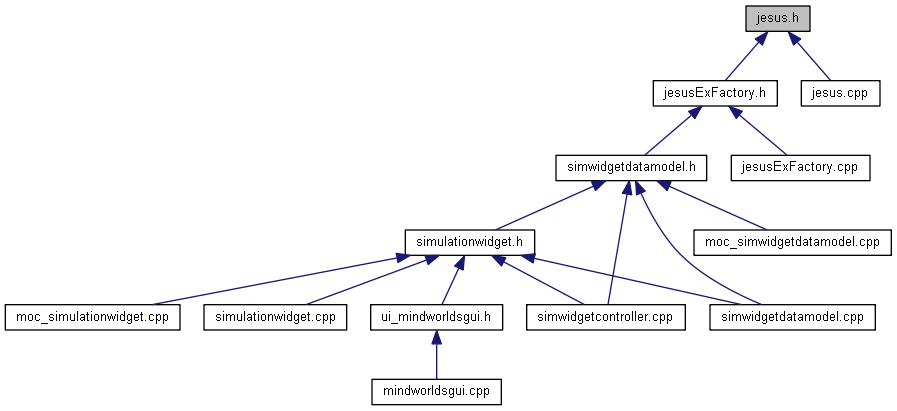 jesus.h
jesusExFactory.h
jesus.cpp
simwidgetdatamodel.h
jesusExFactory.cpp
simulationwidget.h
moc_simwidgetdatamodel.cpp
moc_simulationwidget.cpp
simulationwidget.cpp
ui_mindworldsgui.h
simwidgetcontroller.cpp
simwidgetdatamodel.cpp
mindworldsgui.cpp